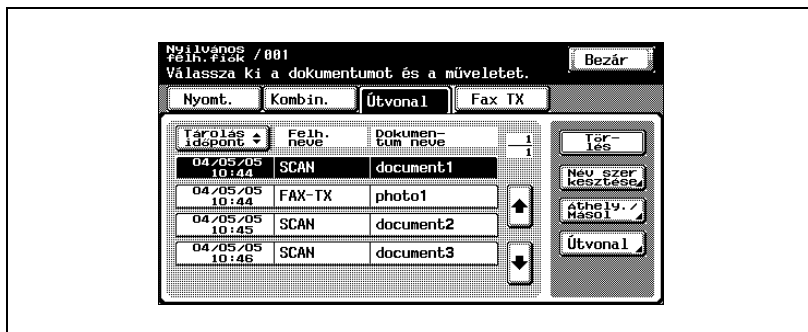 Nyilvános
félh.fiók /001
Válassza ki a dokumentumot és a műveletet.
Bezár
Nyomt.
Kombin.
Útvonal
Fax TX
Tárolás
időpont
Felh.
neve
Dokumen-
tum neve
1
1
04/05/05
10:44
SCAN
document1
04/05/05
10:44
FAX-TX
photo1
04/05/05
10:45
SCAN
document2
04/05/05
10:46
SCAN
document3
Tör-
lés
Név szer
kesztése
Áthely./
Másol
Útvonal